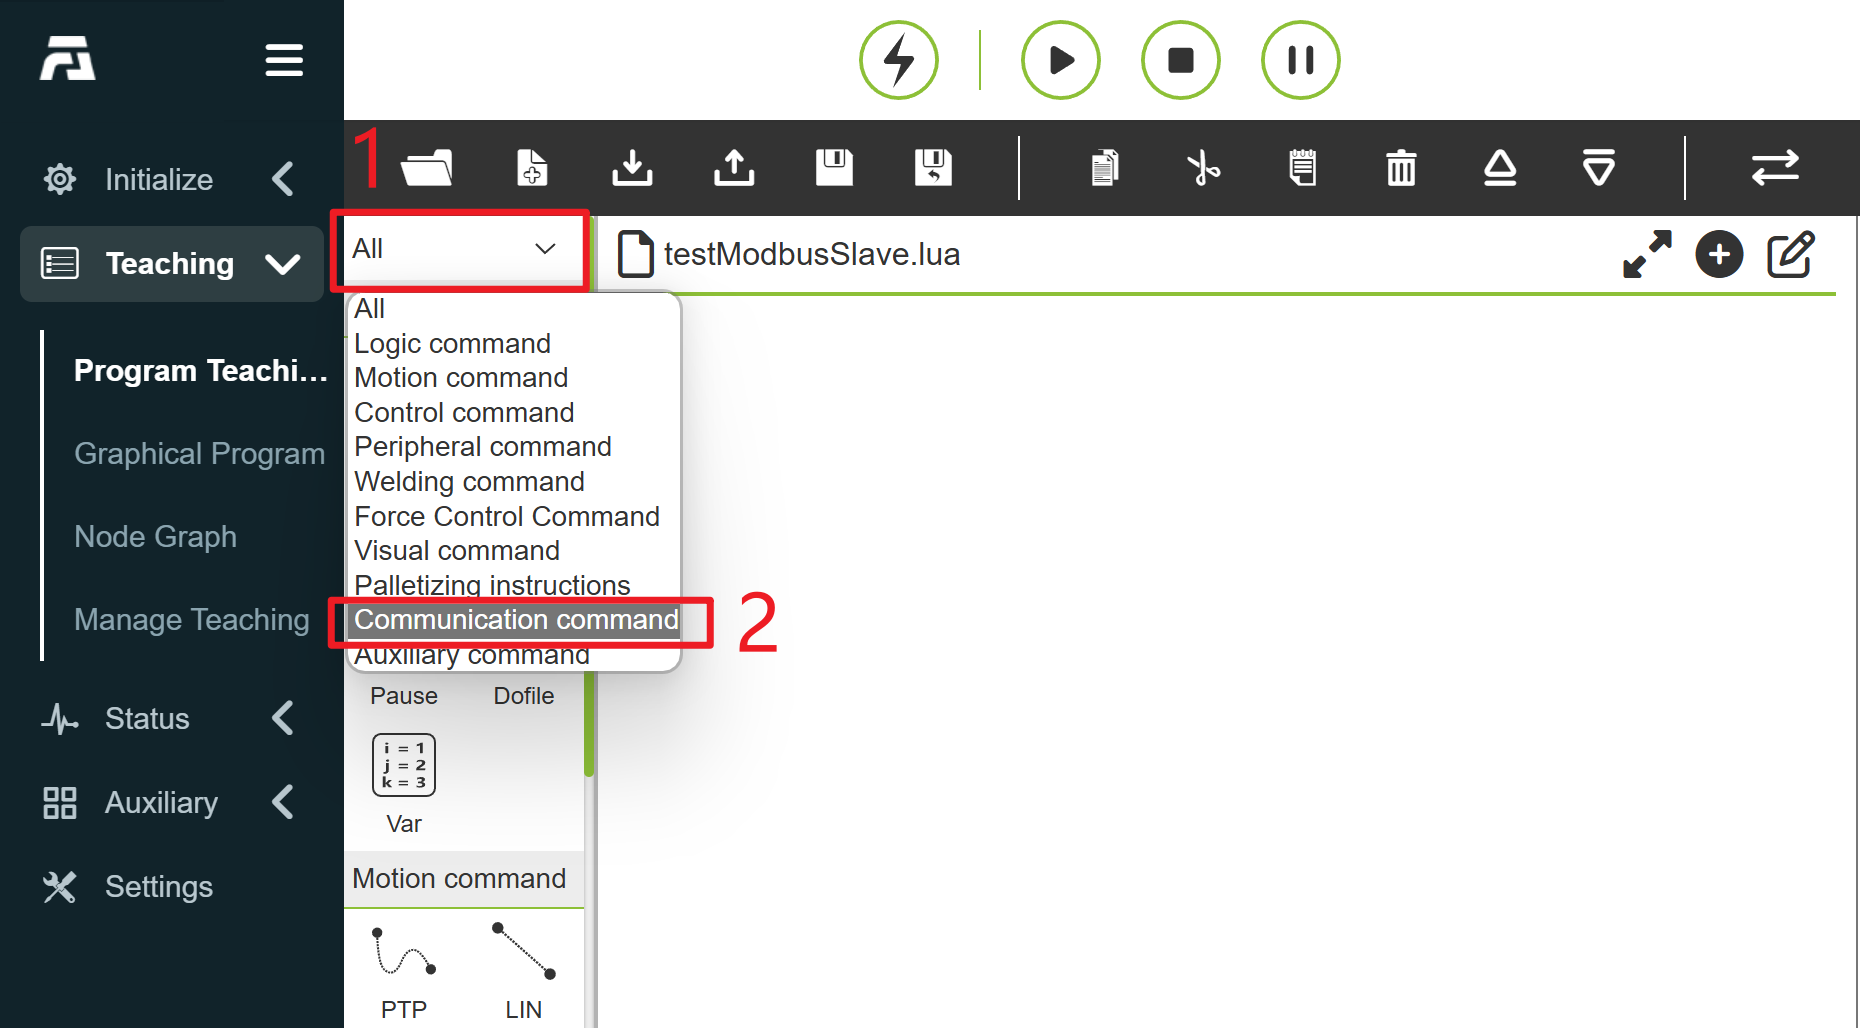 Initialize
Teaching
Program Teachi...
Graphical Program
Node Graph
Manage Teaching
Status
Auxiliary
Settings
1
All
testModbusSlave.lua
All
Logic command
Motion command
Control command
Peripheral command
Welding command
Force Control Command
Visual command
Palletizing instructions
Communication command
2
Auxiliary command
Pause Dofile
i = 1
j = 2
k = 3
Var
Motion command
PTP LIN